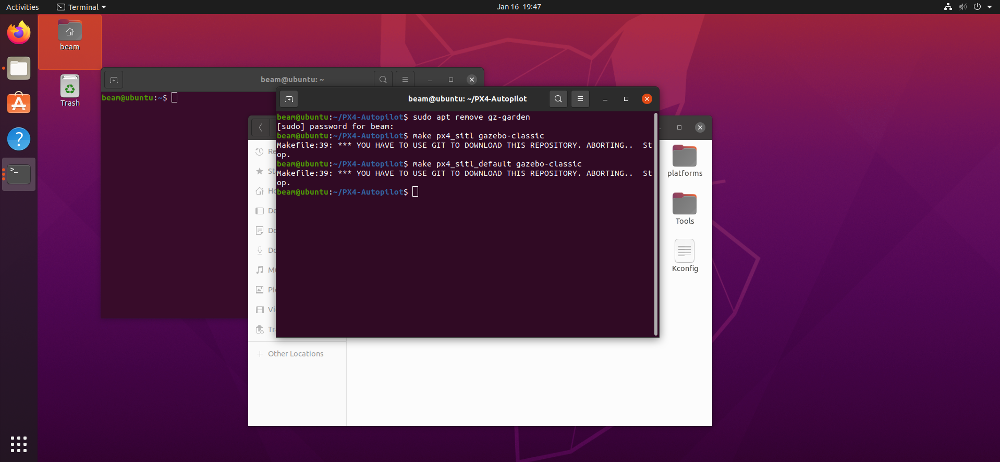 Activities
Terminal
Jan 16 19:47
beam
Trash
beam@ubuntu: ~
beam@ubuntu:~$
beam@ubuntu: ~/PX4-Autopilot
beam@ubuntu:~/PX4-Autopilot$ sudo apt remove gz-garden
[sudo] password for beam:
beam@ubuntu:~/PX4-Autopilot$ make px4_sitl gazebo-classic
Makefile:39: *** YOU HAVE TO USE GIT TO DOWNLOAD THIS REPOSITORY. ABORTING..  St
op.
beam@ubuntu:~/PX4-Autopilot$ make px4_sitl_default gazebo-classic
Makefile:39: *** YOU HAVE TO USE GIT TO DOWNLOAD THIS REPOSITORY. ABORTING..  St
op.
beam@ubuntu:~/PX4-Autopilot$
Re
St
Ho
De
Do
Do
Mu
Pi
Vi
Tr
Other Locations
platforms
Tools
Kconfig